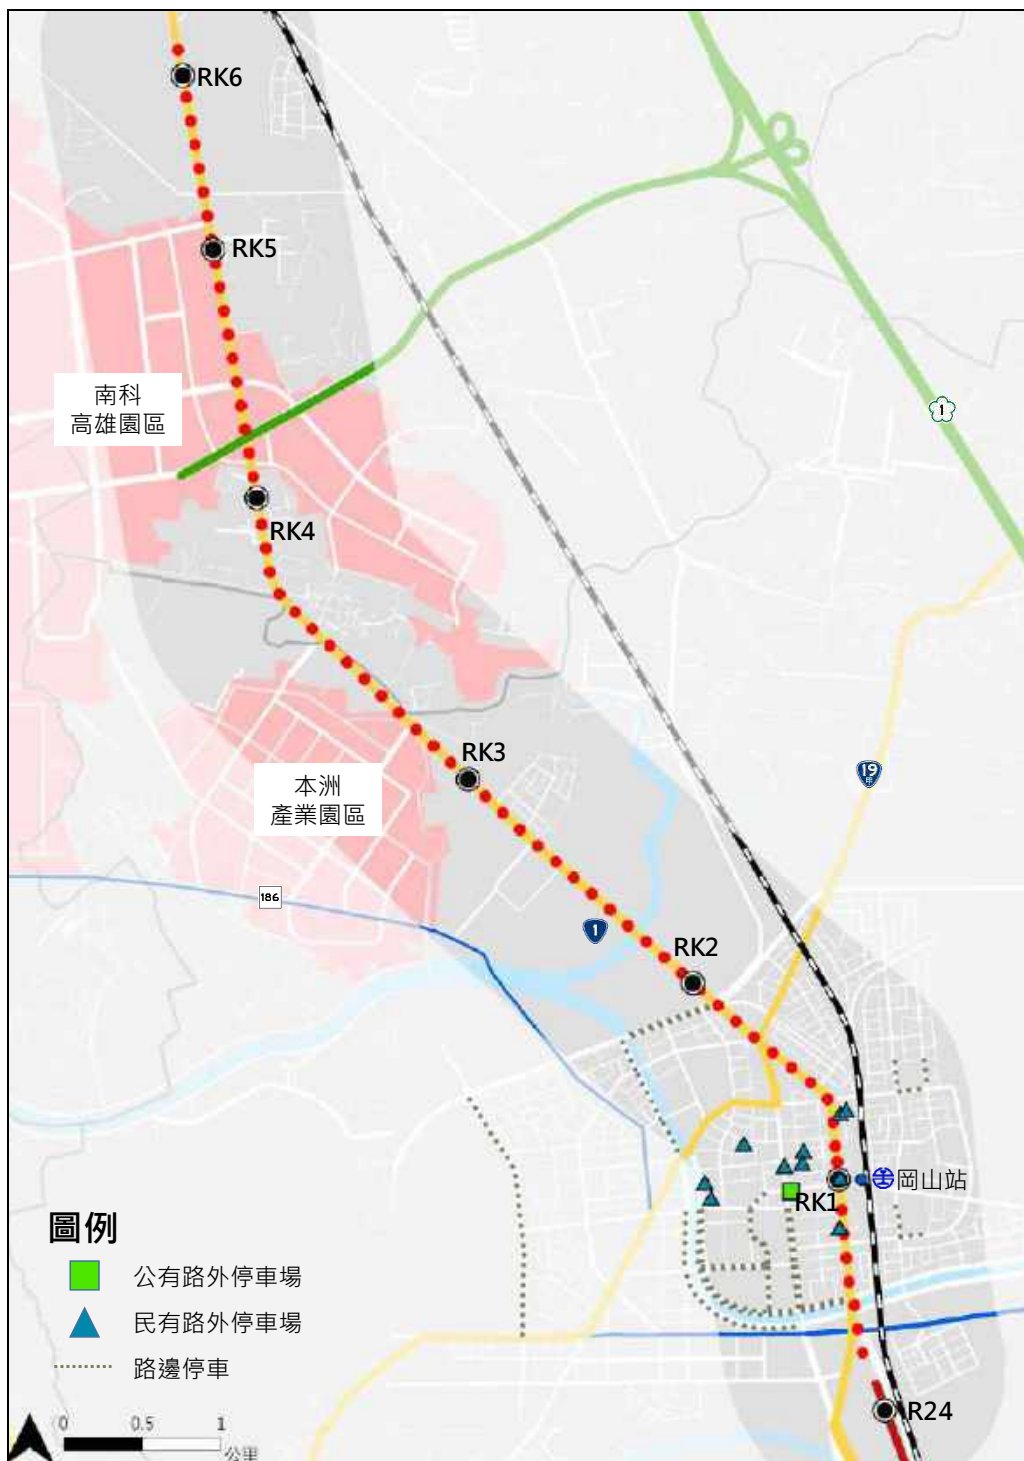 RK6
RK5
1
南科
高雄園區
RK4
RK3
19
甲
本洲
產業園區
186
1
RK2
岡山站
RK1
圖例
公有路外停車場
民有路外停車場
路邊停車
R24
0 0.5 1
公里